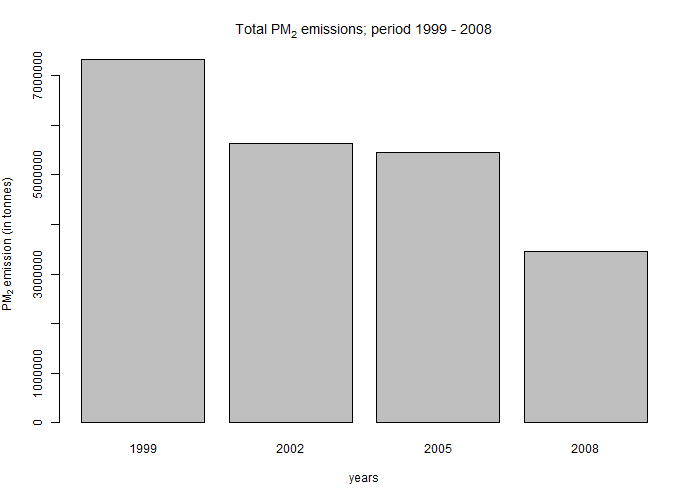 Total PM2 emissions; period 1999 - 2008
PM2 emission (in tonnes)
7000000
5000000
3000000
1000000
0
1999 2002 2005 2008
years